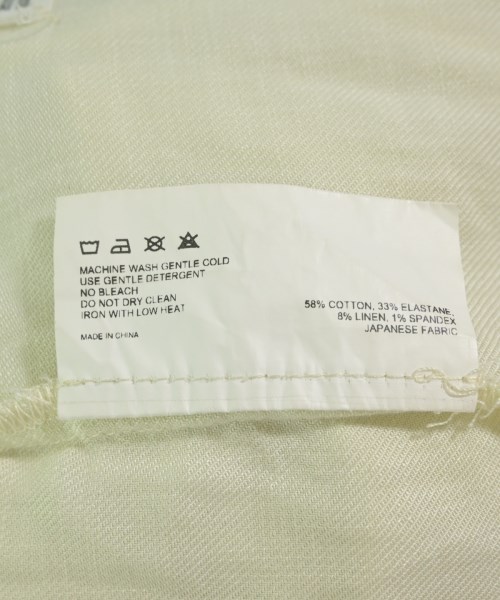 MACHINE WASH GENTLE COLD
USE GENTLE DETERGENT
NO BLEACH
DO NOT DRY CLEAN
IRON WITH LOW HEAT
MADE IN CHINA
58% COTTON, 33% ELASTANE,
8% LINEN, 1% SPANDEX
JAPANESE FABRIC